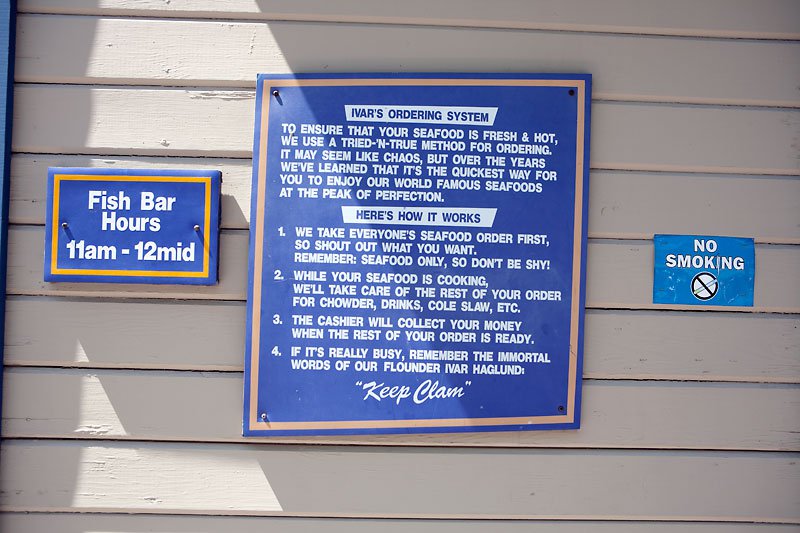 Fish Bar
Hours
11am - 12mid
IVAR'S ORDERING SYSTEM
TO ENSURE THAT YOUR SEAFOOD IS FRESH & HOT,
WE USE A TRIED-'N-TRUE METHOD FOR ORDERING.
IT MAY SEEM LIKE CHAOS, BUT OVER THE YEARS
WE'VE LEARNED THAT IT'S THE QUICKEST WAY FOR
YOU TO ENJOY OUR WORLD FAMOUS SEAFOODS
AT THE PEAK OF PERFECTION.
HERE'S HOW IT WORKS
1. WE TAKE EVERYONE'S SEAFOOD ORDER FIRST,
SO SHOUT OUT WHAT YOU WANT.
REMEMBER: SEAFOOD ONLY, SO DON'T BE SHY!
2. WHILE YOUR SEAFOOD IS COOKING,
WE'LL TAKE CARE OF THE REST OF YOUR ORDER
FOR CHOWDER, DRINKS, COLE SLAW, ETC.
3. THE CASHIER WILL COLLECT YOUR MONEY
WHEN THE REST OF YOUR ORDER IS READY.
4. IF IT'S REALLY BUSY, REMEMBER THE IMMORTAL
WORDS OF OUR FLOUNDER IVAR HAGLUND:
"Keep Clam"
NO
SMOKING